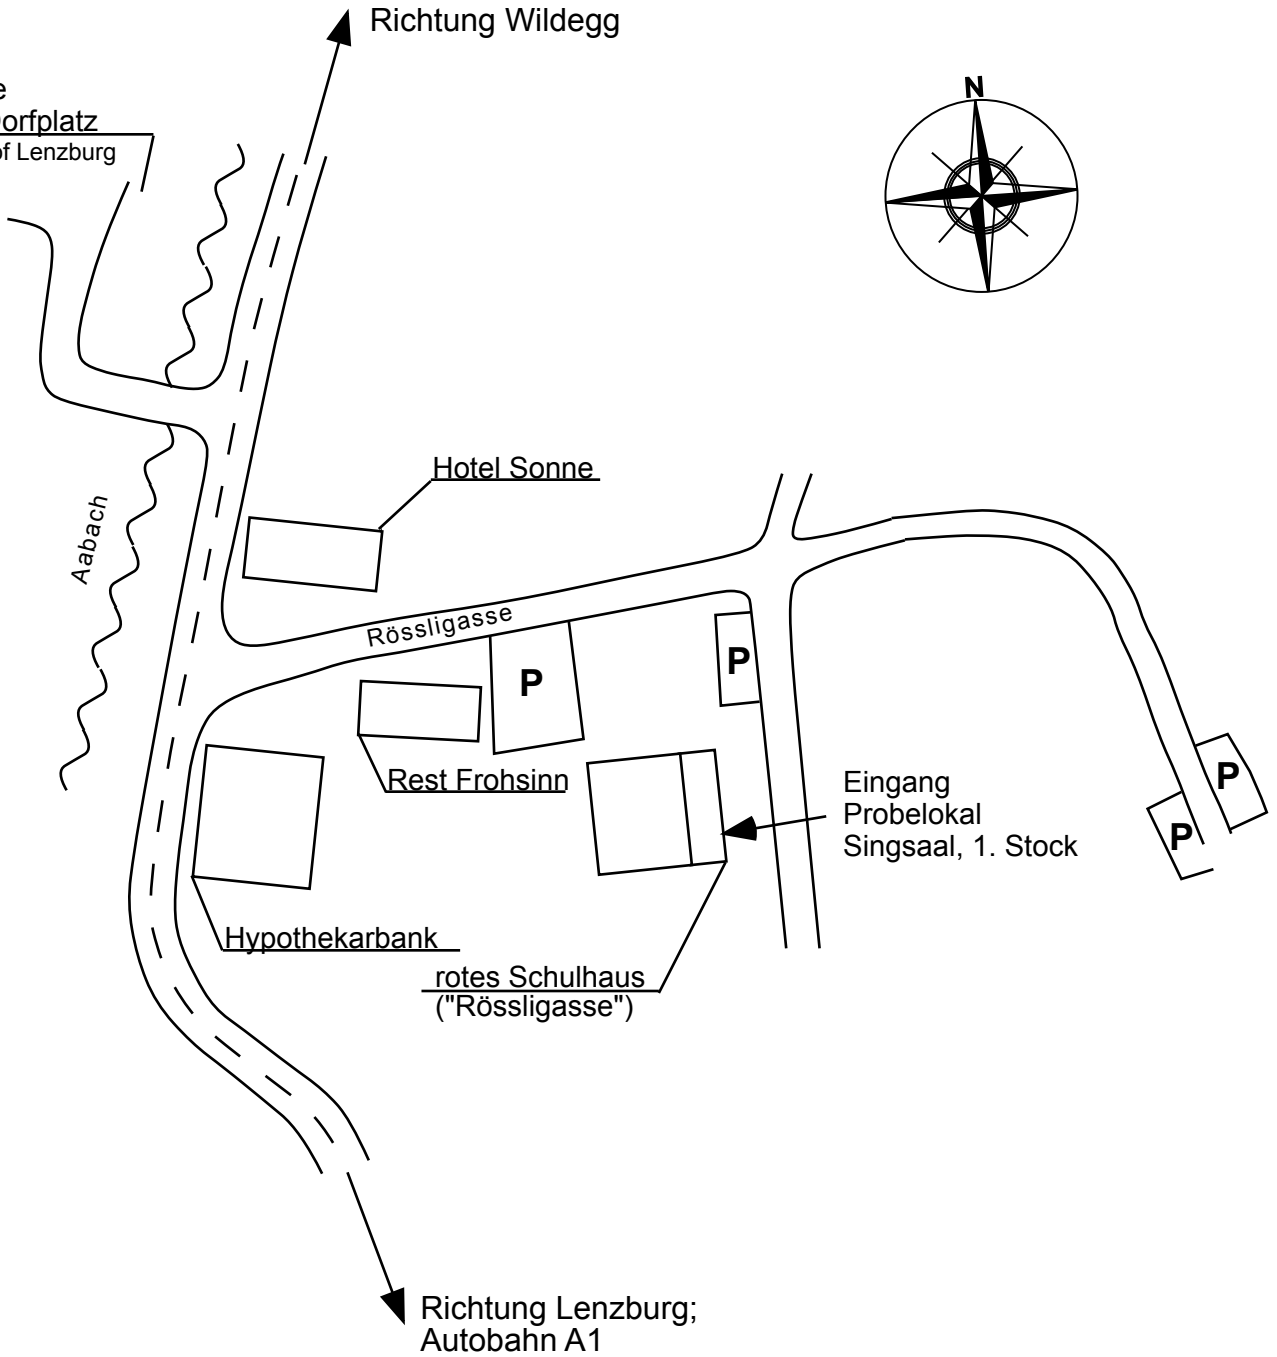 Richtung Wildegg
N
of Lenzburg
Hotel Sonne
Aabach
Rössligasse
P
P
Rest Frohsinn
Eingang
Probelokal
Singsaal, 1. Stock
P
P
Hypothekarbank
rotes Schulhaus
("Rössligasse")
Richtung Lenzburg;
Autobahn A1